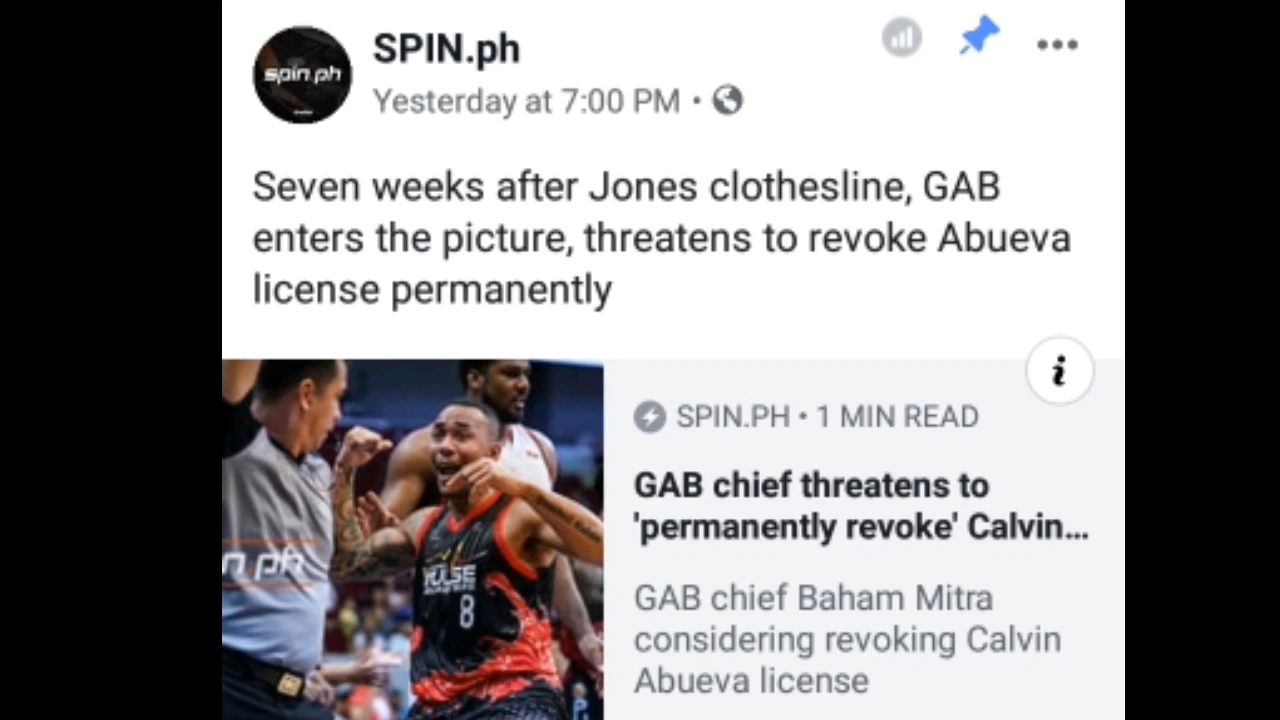 spin.ph
SPIN.ph
Yesterday at 7:00 PM •
Seven weeks after Jones clothesline, GAB
enters the picture, threatens to revoke Abueva
license permanently
i
SPIN.PH • 1 MIN READ
GAB chief threatens to
'permanently revoke' Calvin...
GAB chief Baham Mitra
considering revoking Calvin
Abueva license
n ph
PULSE
8